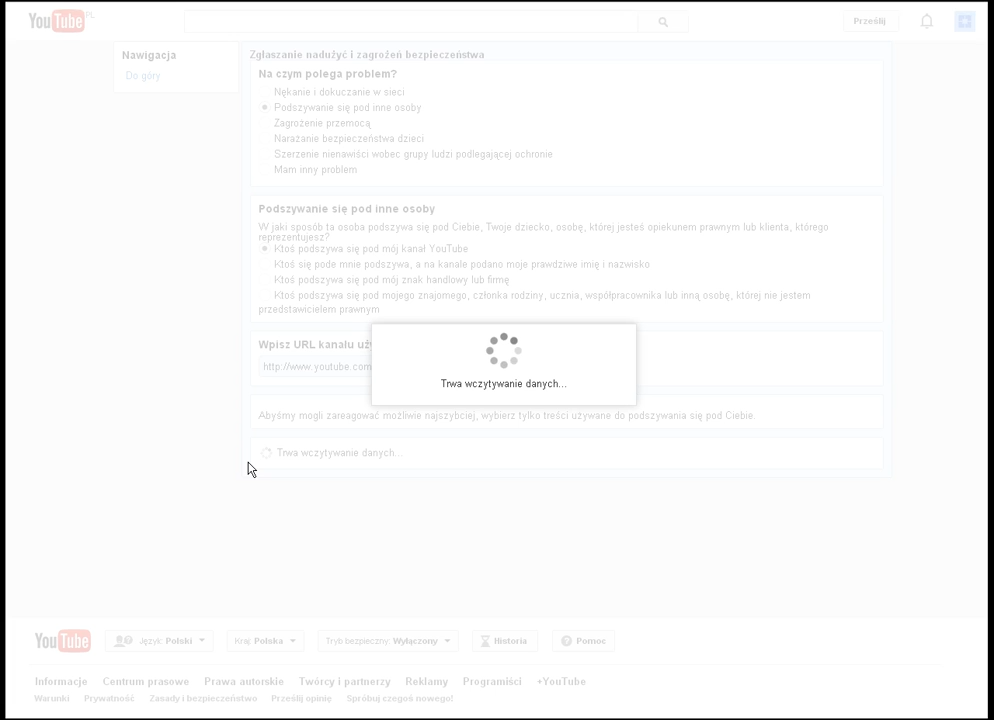 YouTube PL
Prześlij
Nawigacja
Do góry
Zgłaszanie nadużyć i zagrożeń bezpieczeństwa
Na czym polega problem?
Nękanie i dokuczanie w sieci
Podszywanie się pod inne osoby
Zagrożenie przemocą
Narażanie bezpieczeństwa dzieci
Szerzenie nienawiści wobec grupy ludzi podlegającej ochronie
Mam inny problem
Podszywanie się pod inne osoby
W jaki sposób ta osoba podszywa się pod Ciebie, Twoje dziecko, osobę, której jesteś opiekunem prawnym lub klienta, którego
reprezentujesz?
Ktoś podszywa się pod mój kanał YouTube
Ktoś się pode mnie podszywa, a na kanale podano moje prawdziwe imię i nazwisko
Ktoś podszywa się pod mój znak handlowy lub firmę
Ktoś podszywa się pod mojego znajomego, członka rodziny, ucznia, współpracownika lub inną osobę, której nie jestem
przedstawicielem prawnym
Wpisz URL kanału uży
http://www.youtube.com
Trwa wczytywanie danych...
Abyśmy mogli zareagować możliwie najszybciej, wybierz tylko treści używane do podszywania się pod Ciebie.
Trwa wczytywanie danych...
YouTube
Język: Polski
Kraj: Polska
Tryb bezpieczny: Wyłączony
Historia
Pomoc
Informacje Centrum prasowe Prawa autorskie Twórcy i partnerzy Reklamy Programiści +YouTube
Warunki Prywatność Zasady i bezpieczeństwo Prześlij opinię Spróbuj czegoś nowego!